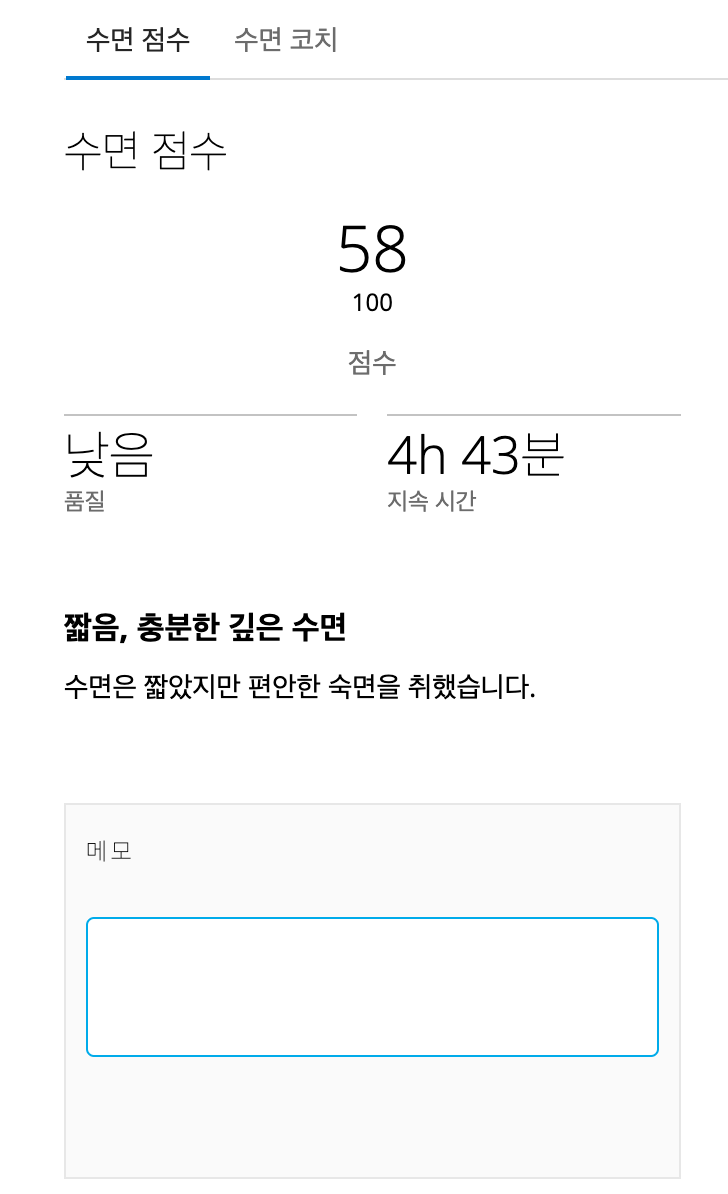 수면 점수 수면 코치
수면 점수
58
100
점수
낮음 4h 43분
품질 지속 시간
짧음, 충분한 깊은 수면
수면은 짧았지만 편안한 숙면을 취했습니다.
메모